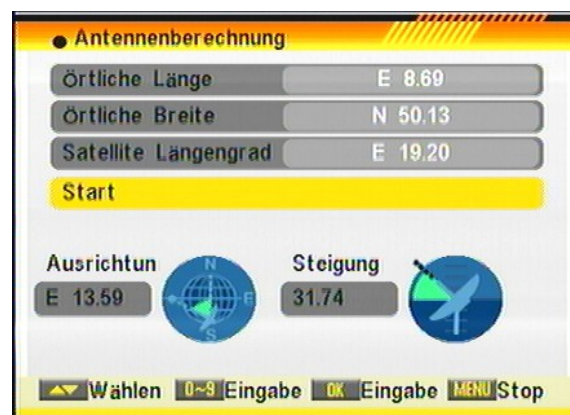 Antennenberechnung
Örtliche Länge E 8.69
Örtliche Breite N 50.13
Satellite Längengrad E 19.20
Start
Ausrichtun Steigung
N
E
S
E 13.59 31.74
Wählen 0~9 Eingabe OK Eingabe MENU Stop